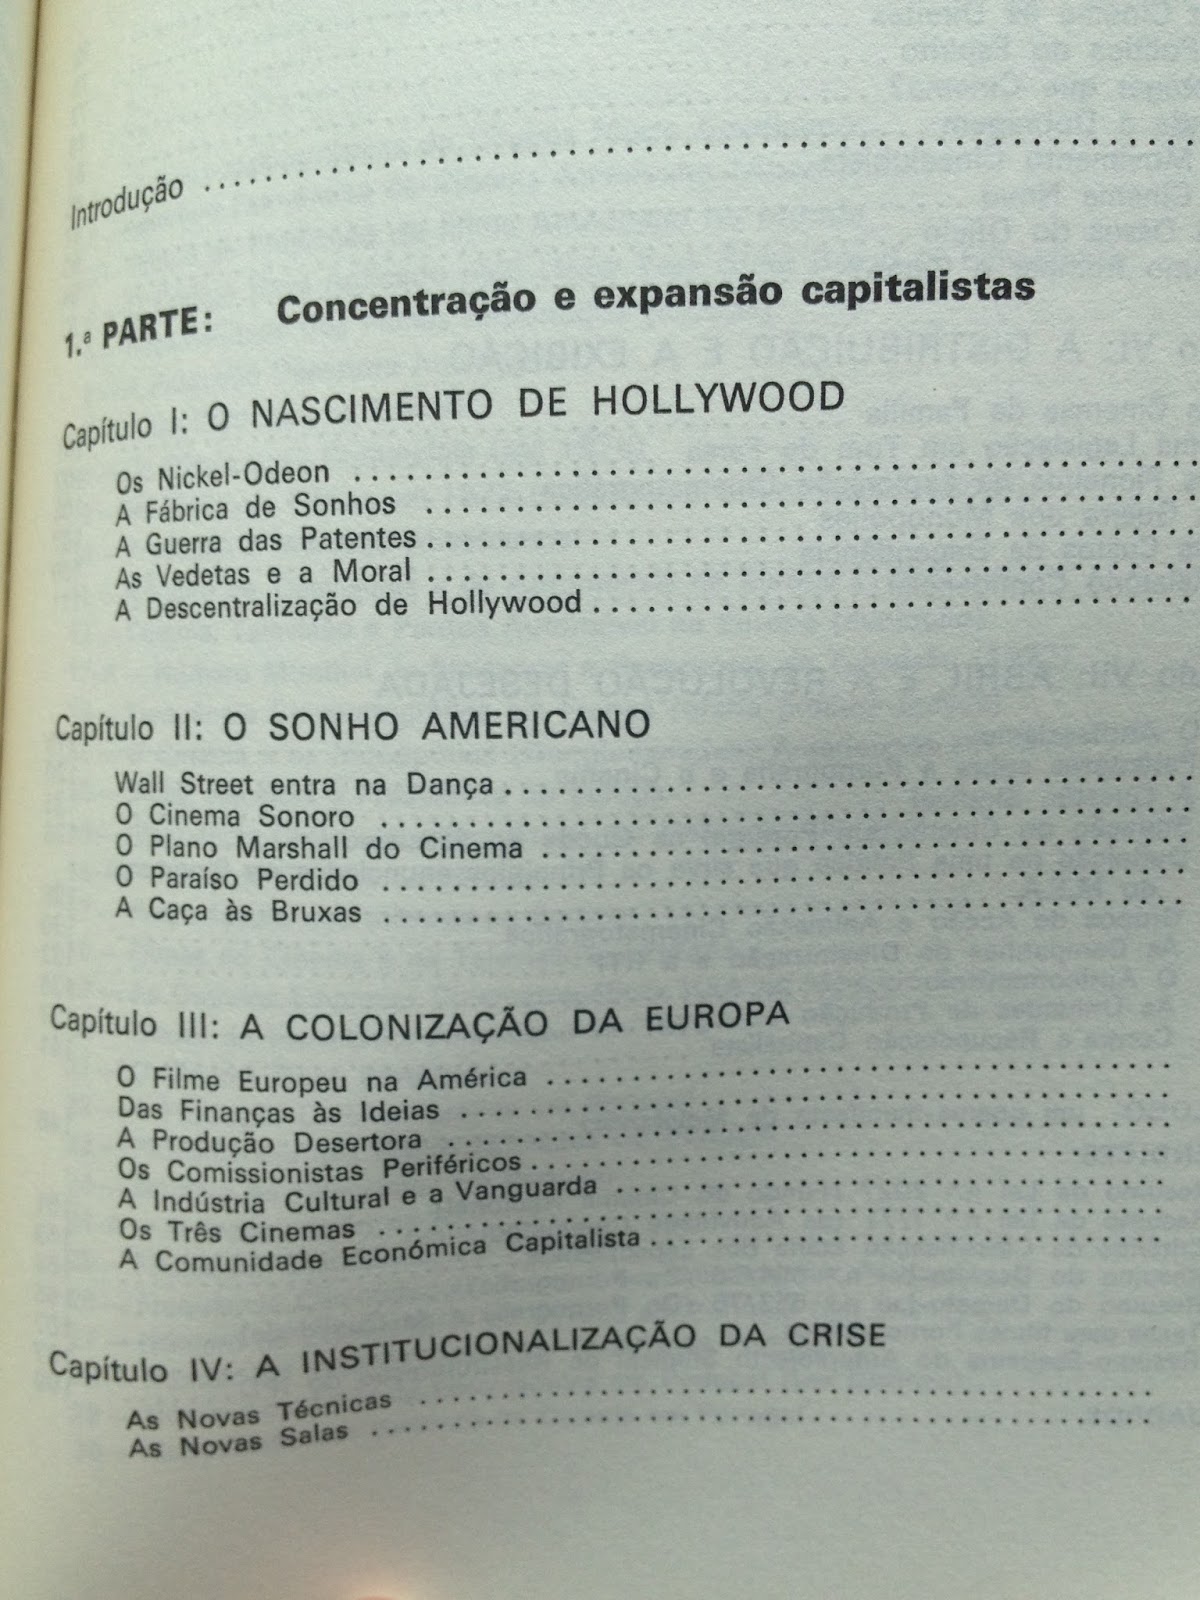 Introdução
1.ª PARTE: Concentração e expansão capitalistas
Capítulo I: O NASCIMENTO DE HOLLYWOOD
Os Nickel-Odeon
A Fábrica de Sonhos
A Guerra das Patentes
As Vedetas e a Moral
A Descentralização de Hollywood
Capítulo II: O SONHO AMERICANO
Wall Street entra na Dança
O Cinema Sonoro
O Plano Marshall do Cinema
O Paraíso Perdido
A Caça às Bruxas
Capítulo III: A COLONIZAÇÃO DA EUROPA
O Filme Europeu na América
Das Finanças às Ideias
A Produção Desertora
Os Comissionistas Periféricos
A Indústria Cultural e a Vanguarda
Os Três Cinemas
A Comunidade Económica Capitalista
Capítulo IV: A INSTITUCIONALIZAÇÃO DA CRISE
As Novas Técnicas
As Novas Salas